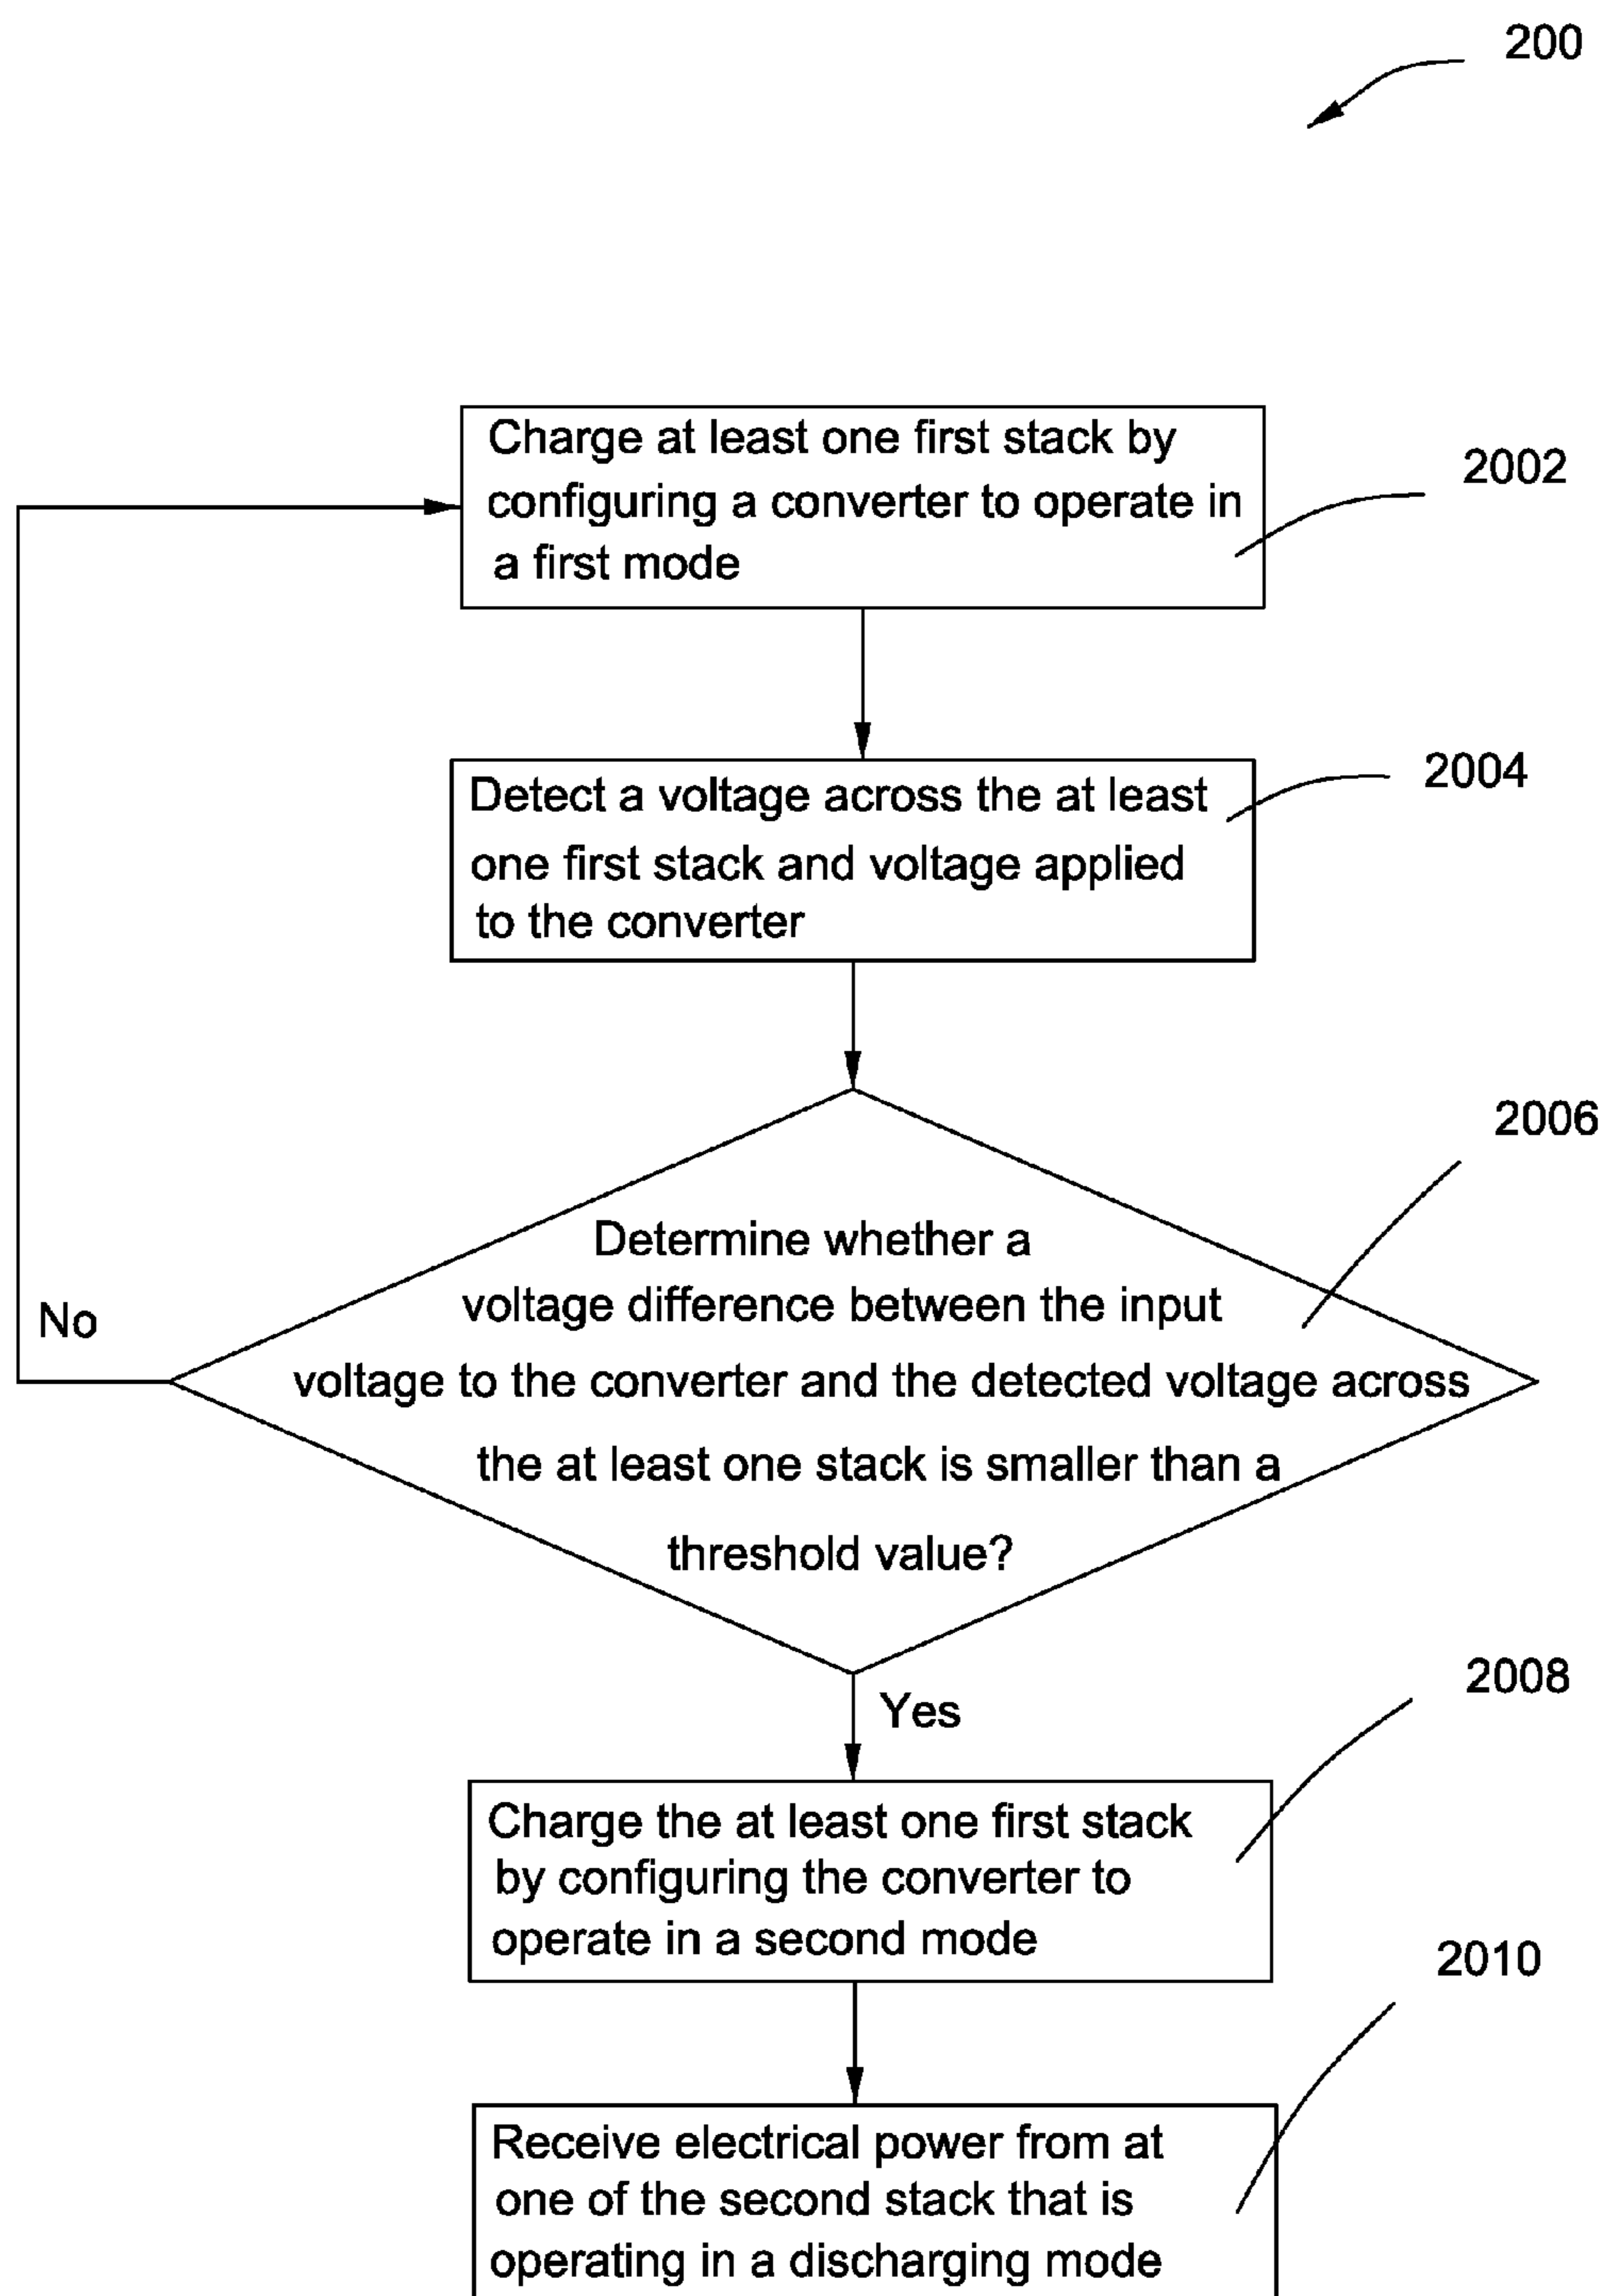 200
Charge at least one first stack by
configuring a converter to operate in
a first mode
2002
Detect a voltage across the at least
one first stack and voltage applied
to the converter
2004
Determine whether a
voltage difference between the input
voltage to the converter and the detected voltage across
the at least one stack is smaller than a
threshold value?
2006
No
Yes
Charge the at least one first stack
by configuring the converter to
operate in a second mode
2008
Receive electrical power from at
one of the second stack that is
operating in a discharging mode
2010